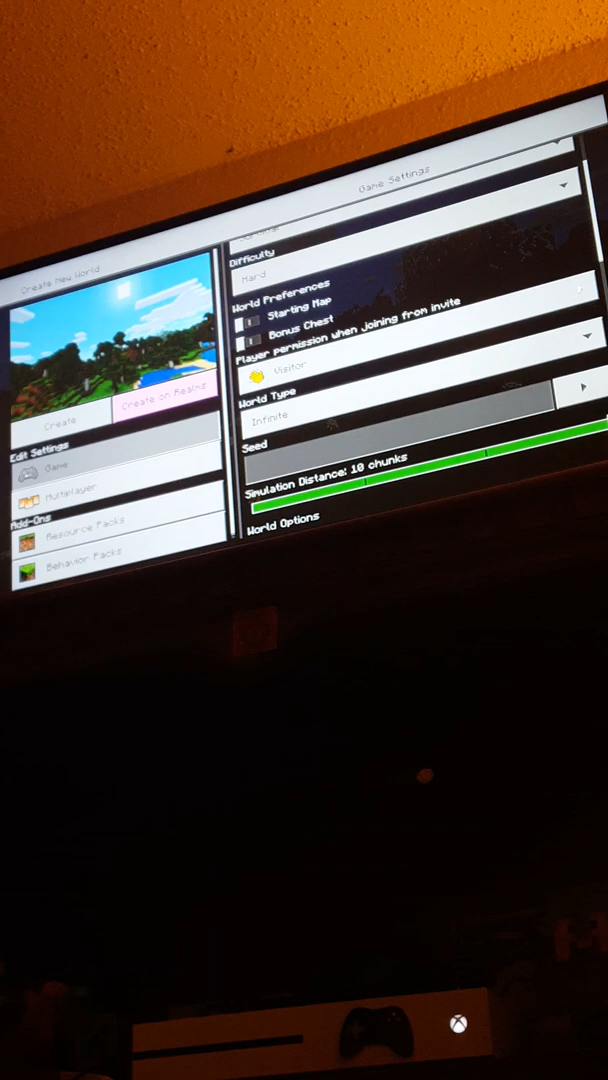 Create New World
Game Settings
Difficulty
Hard
World Preferences
Starting Map
Bonus Chest
Player permission when joining from invite
Visitor
World Type
Infinite
Seed
Simulation Distance: 10 chunks
World Options
Create
Create on Realms
Edit Settings
Game
Multiplayer
Add-Ons
Resource Packs
Behavior Packs